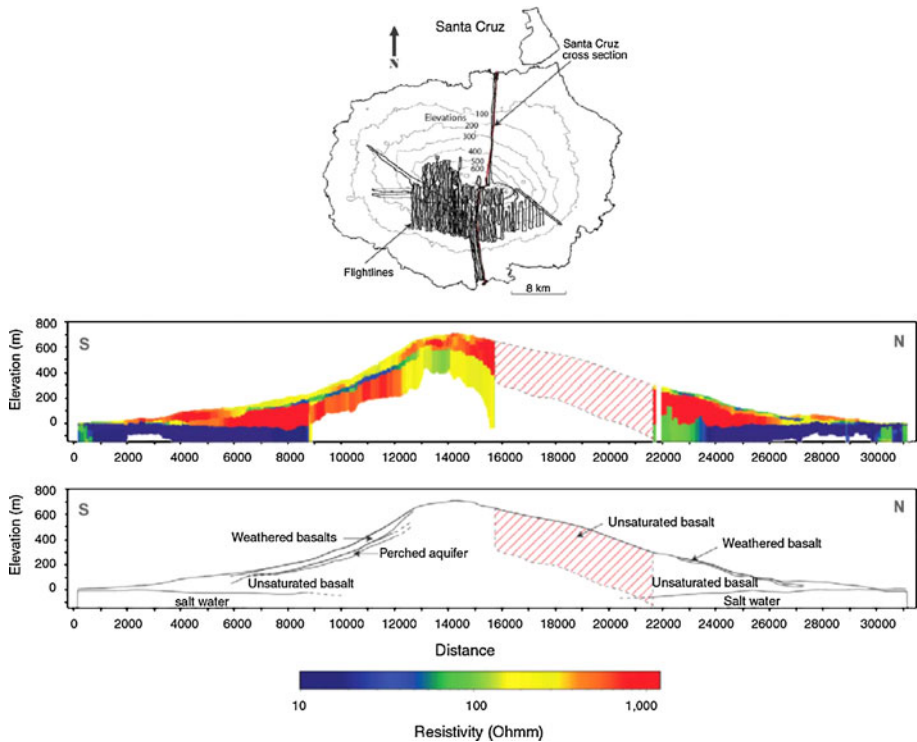 Santa Cruz
N
Santa Cruz
cross section
Elevations
100
200
300
400
500
600
Flightlines
8 km
Elevation (m)
800
600
400
200
0
S
N
0 2000 4000 6000 8000 10000 12000 14000 16000 18000 20000 22000 24000 26000 28000 30000
Elevation (m)
800
600
400
200
0
S
N
Unsaturated basalt
Weathered basalts
Weathered basalt
Perched aquifer
Unsaturated basalt
Unsaturated basalt
salt water
Salt water
0 2000 4000 6000 8000 10000 12000 14000 16000 18000 20000 22000 24000 26000 28000 30000
Distance
10 100 1,000
Resistivity (Ohmm)